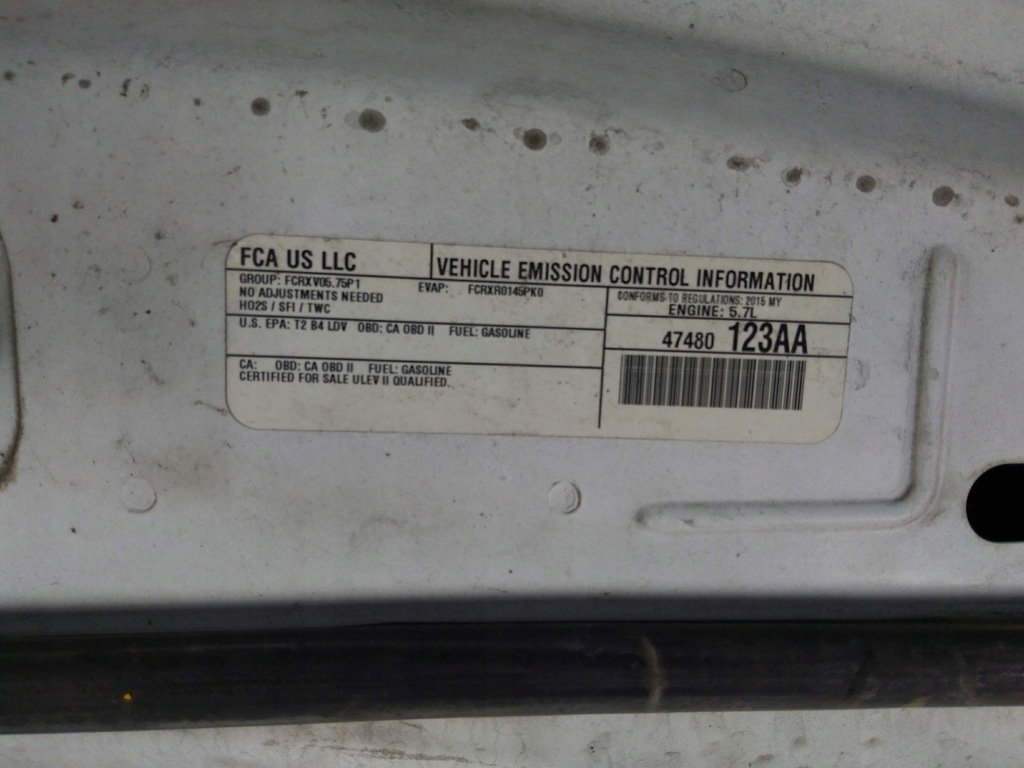 FCA US LLC
VEHICLE EMISSION CONTROL INFORMATION
GROUP: FCRXV05.75P1 EVAP: FCRXR0145PK0
NO ADJUSTMENTS NEEDED
HO2S / SFI / TWC
CONFORMS TO REGULATIONS: 2015 MY
ENGINE: 5.7L
U.S. EPA: T2 B4 LDV OBD: CA OBD II FUEL: GASOLINE
47480 123AA
CA: OBD: CA OBD II FUEL: GASOLINE
CERTIFIED FOR SALE ULEV II QUALIFIED.